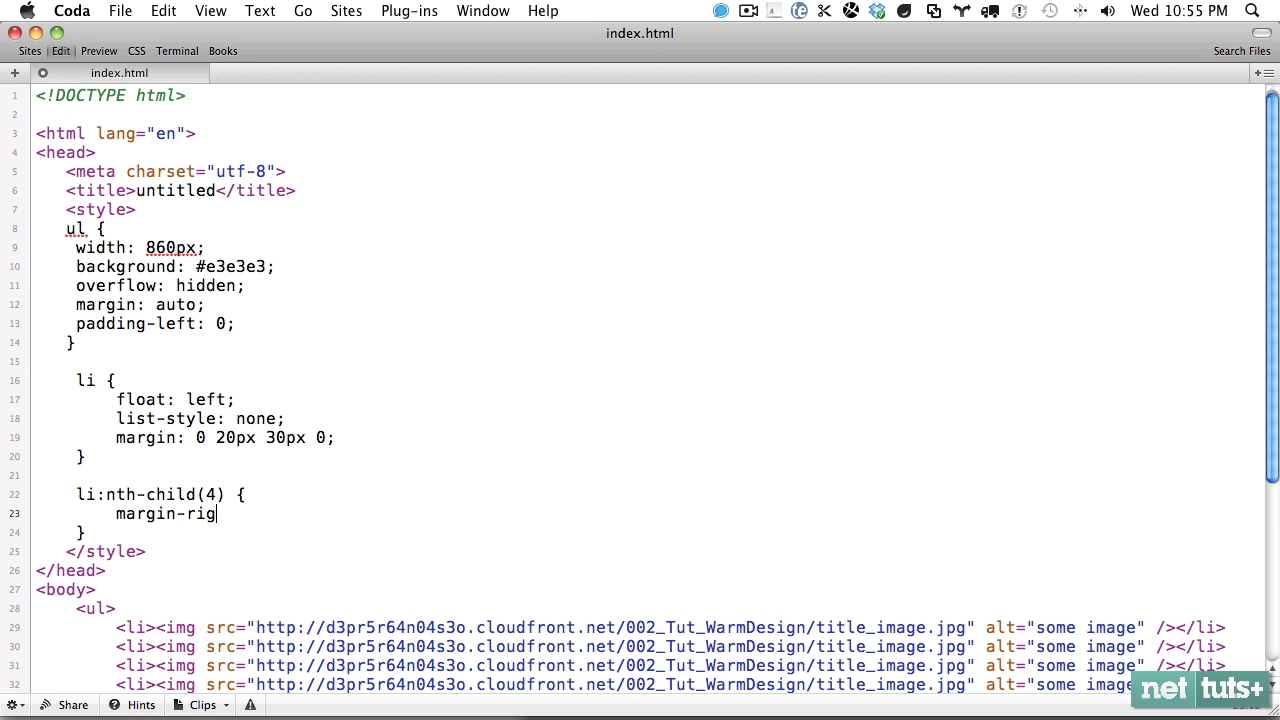 Coda File Edit View Text Go Sites Plug-ins Window Help Wed 10:55 PM
index.html
Sites Edit Preview CSS Terminal Books Search Files
index.html
1 <!DOCTYPE html>
2
3 <html lang="en">
4 <head>
5 <meta charset="utf-8">
6 <title>untitled</title>
7 <style>
8 ul {
9 width: 860px;
10 background: #e3e3e3;
11 overflow: hidden;
12 margin: auto;
13 padding-left: 0;
14 }
15
16 li {
17 float: left;
18 list-style: none;
19 margin: 0 20px 30px 0;
20 }
21
22 li:nth-child(4) {
23 margin-rig
24 }
25 </style>
26 </head>
27 <body>
28 <ul>
29 <li><img src="http://d3pr5r64n04s3o.cloudfront.net/002_Tut_WarmDesign/title_image.jpg" alt="some image" /></li>
30 <li><img src="http://d3pr5r64n04s3o.cloudfront.net/002_Tut_WarmDesign/title_image.jpg" alt="some image" /></li>
31 <li><img src="http://d3pr5r64n04s3o.cloudfront.net/002_Tut_WarmDesign/title_image.jpg" alt="some image" /></li>
32 <li><img src="http://d3pr5r64n04s3o.cloudfront.net/002_Tut_WarmDesign/title_image.jpg" alt="some image
net tuts+
Share Hints Clips